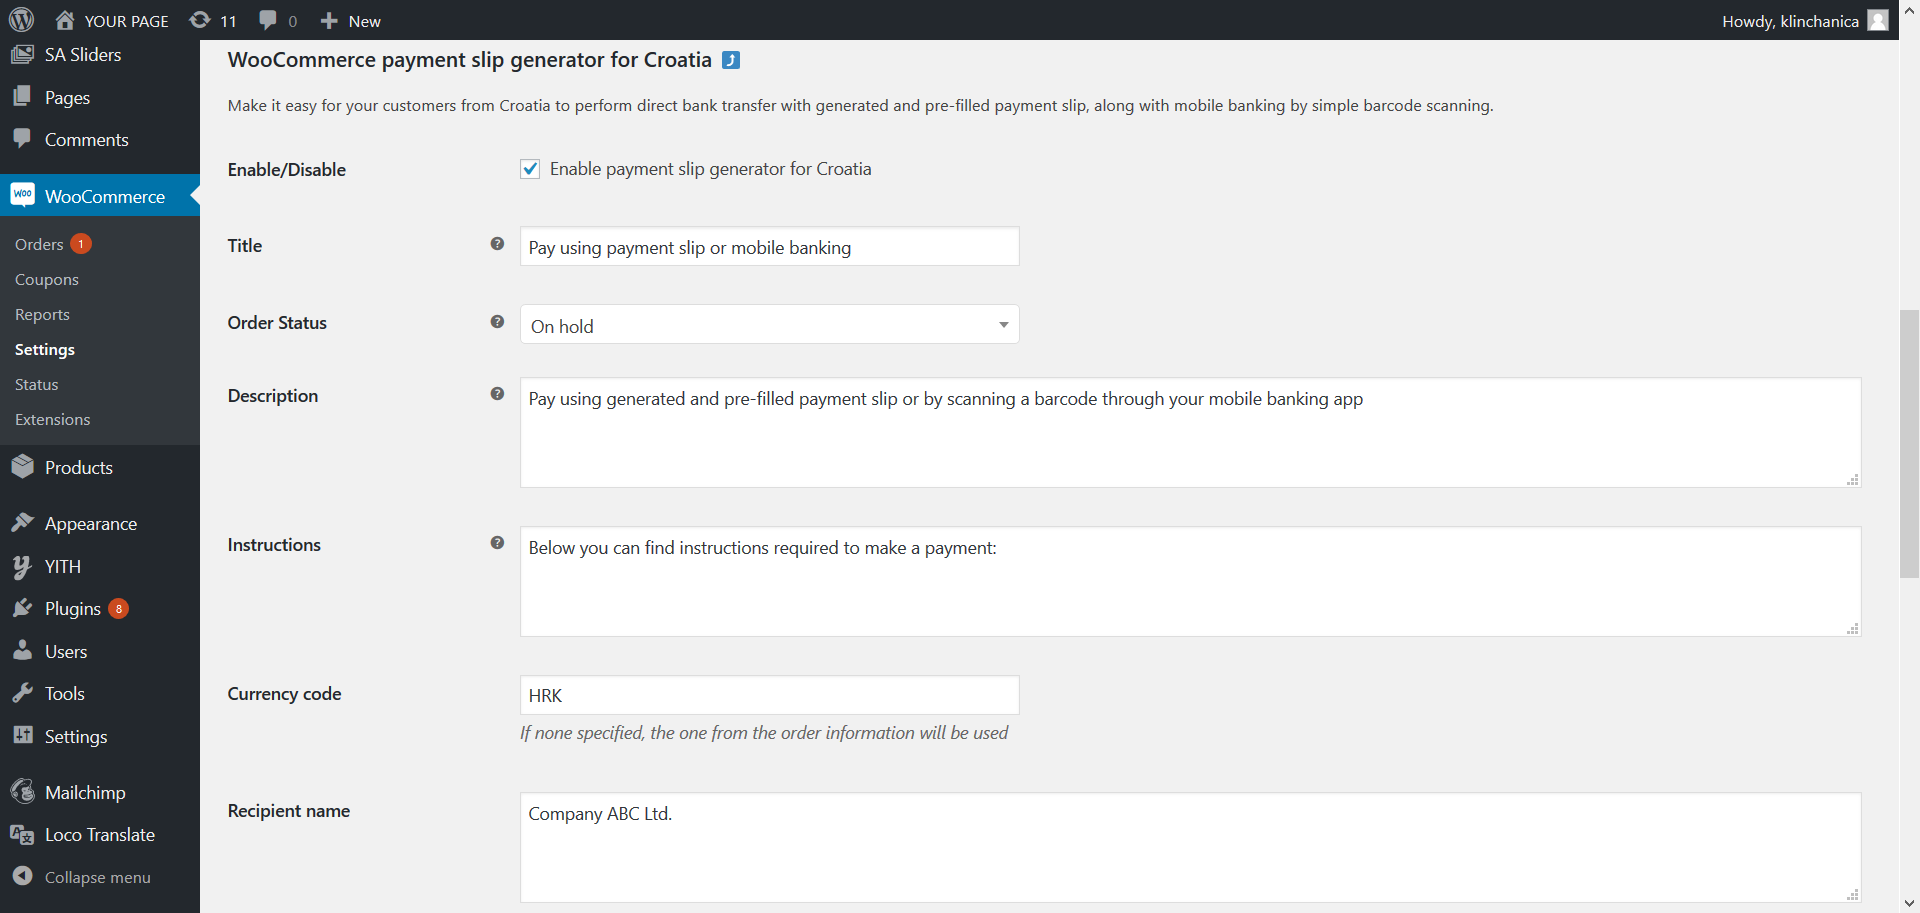 YOUR PAGE 11 0 New Howdy, klinchanica
SA Sliders
Pages
Comments
Woo WooCommerce
Orders 1
Coupons
Reports
Settings
Status
Extensions
Products
Appearance
YITH
Plugins 8
Users
Tools
Settings
Mailchimp
Loco Translate
Collapse menu
WooCommerce payment slip generator for Croatia
Make it easy for your customers from Croatia to perform direct bank transfer with generated and pre-filled payment slip, along with mobile banking by simple barcode scanning.
Enable/Disable Enable payment slip generator for Croatia
Title Pay using payment slip or mobile banking
Order Status On hold
Description Pay using generated and pre-filled payment slip or by scanning a barcode through your mobile banking app
Instructions Below you can find instructions required to make a payment:
Currency code HRK
If none specified, the one from the order information will be used
Recipient name Company ABC Ltd.